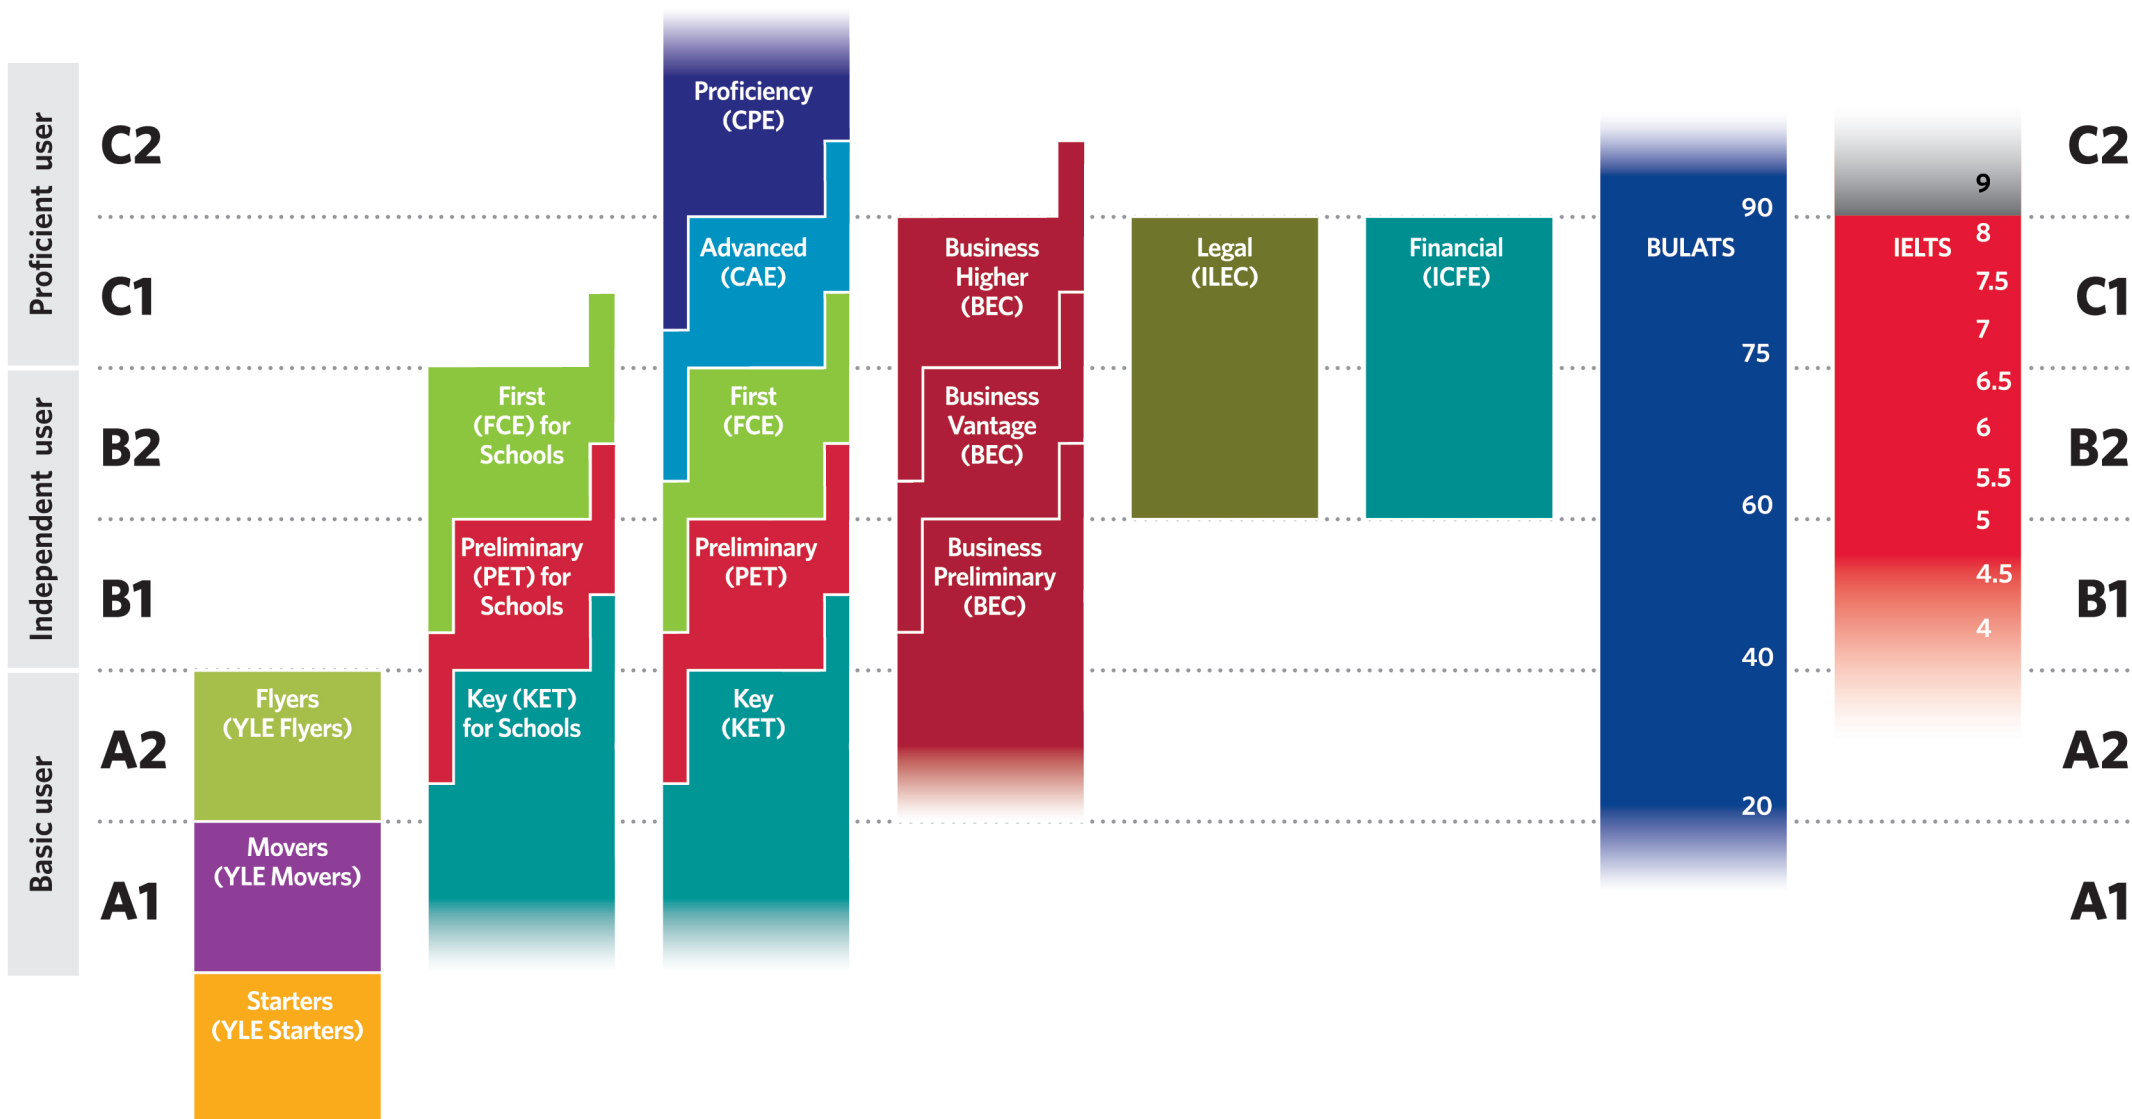 Proficient user
Independent user
Basic user
C2
C1
B2
B1
A2
A1
Flyers
(YLE Flyers)
Movers
(YLE Movers)
Starters
(YLE Starters)
First
(FCE) for
Schools
Preliminary
(PET) for
Schools
Key (KET)
for Schools
Proficiency
(CPE)
Advanced
(CAE)
First
(FCE)
Preliminary
(PET)
Key
(KET)
Business
Higher
(BEC)
Business
Vantage
(BEC)
Business
Preliminary
(BEC)
Legal
(ILEC)
Financial
(ICFE)
BULATS
90
75
60
40
20
IELTS
9
8
7.5
7
6.5
6
5.5
5
4.5
4
C2
C1
B2
B1
A2
A1